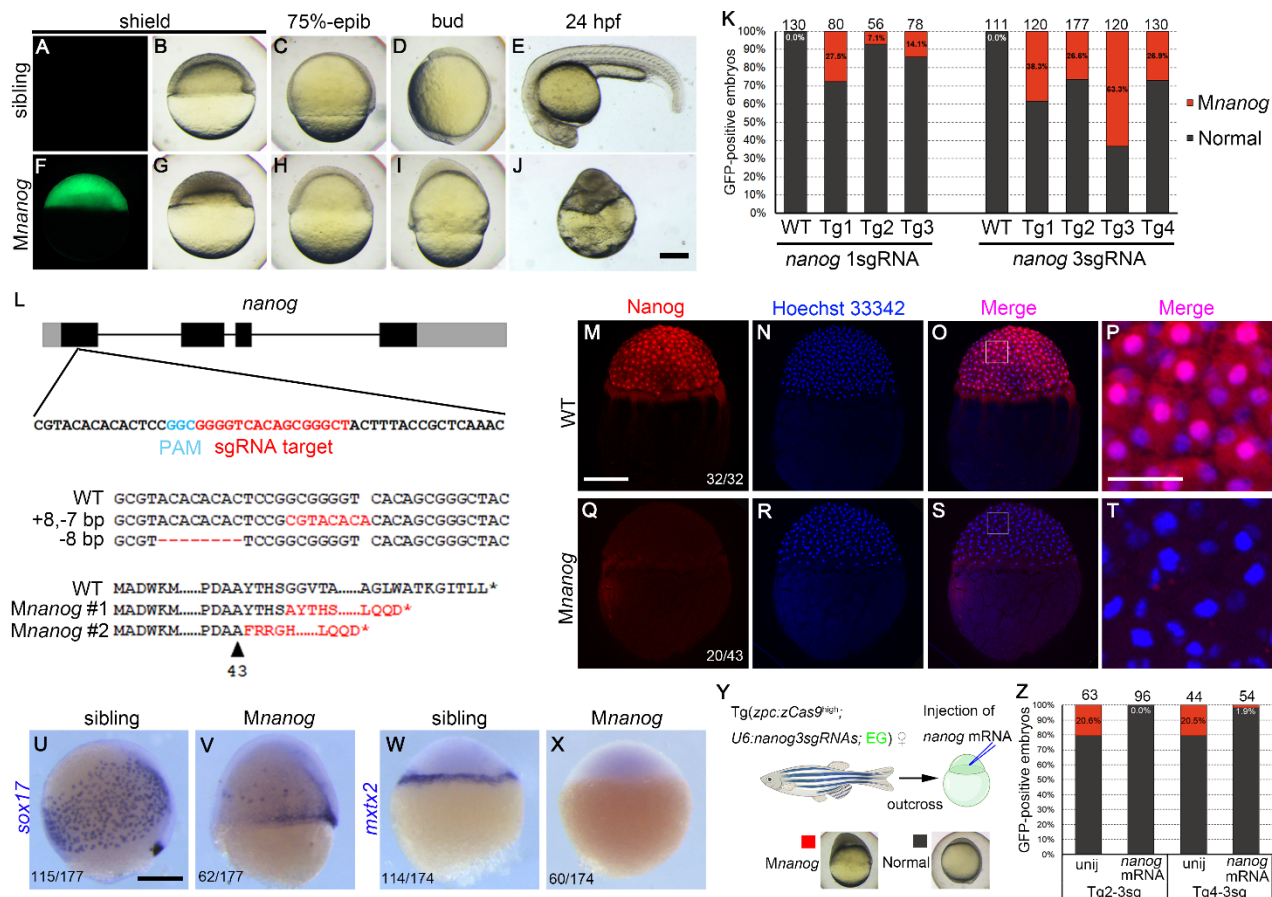 shield 75%-epib bud 24 hpf
sibling
A B C D E
Mnanog
F G H I J
K
130 80 56 78 111 120 177 120 130
100%
90%
80%
70%
60%
50%
40%
30%
20%
10%
0%
GFP-positive embryos
0.0% 27.5% 7.1% 14.1% 0.0% 38.3% 26.6% 63.3% 26.9%
Mnanog
Normal
WT Tg1 Tg2 Tg3 WT Tg1 Tg2 Tg3 Tg4
nanog 1sgRNA nanog 3sgRNA
L
nanog
CGTACACACACTCCGGCGGGGTCACAGCGGGCTACTTTACCGCTCAAAC
PAM sgRNA target
WT GCGTACACACACTCCGGCGGGGT CACAGCGGGCTAC
+8,-7 bp GCGTACACACACTCCGCGTACACACACAGCGGGCTAC
-8 bp GCGT--------TCCGGCGGGGT CACAGCGGGCTAC
WT MADWKM.....PDAAYTHSGGVTA.....AGLWATKGITLL*
Mnanog #1 MADWKM.....PDAAYTHSAYTHS.....LQQD*
Mnanog #2 MADWKM.....PDAAFRRGH.....LQQD*
43
Nanog Hoechst 33342 Merge Merge
WT
M N O P
32/32
Mnanog
Q R S T
20/43
sibling Mnanog sibling Mnanog
U V W X
sox17
mxtx2
115/177 62/177 114/174 60/174
Y
Tg(zpc:zCas9high;
U6:nanog3sgRNAs; EG) ♀
Injection of
nanog mRNA
outcross
Mnanog
Normal
Z
63 96 44 54
100%
90%
80%
70%
60%
50%
40%
30%
20%
10%
0%
GFP-positive embryos
20.6% 0.0% 20.5% 1.9%
unij nanog mRNA unij nanog mRNA
Tg2-3sg Tg4-3sg